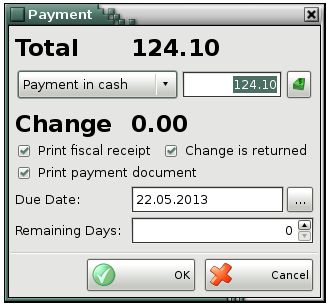 Payment
Total 124.10
Payment in cash 124.10
Change 0.00
Print fiscal receipt Change is returned
Print payment document
Due Date: 22.05.2013 ...
Remaining Days: 0
OK Cancel